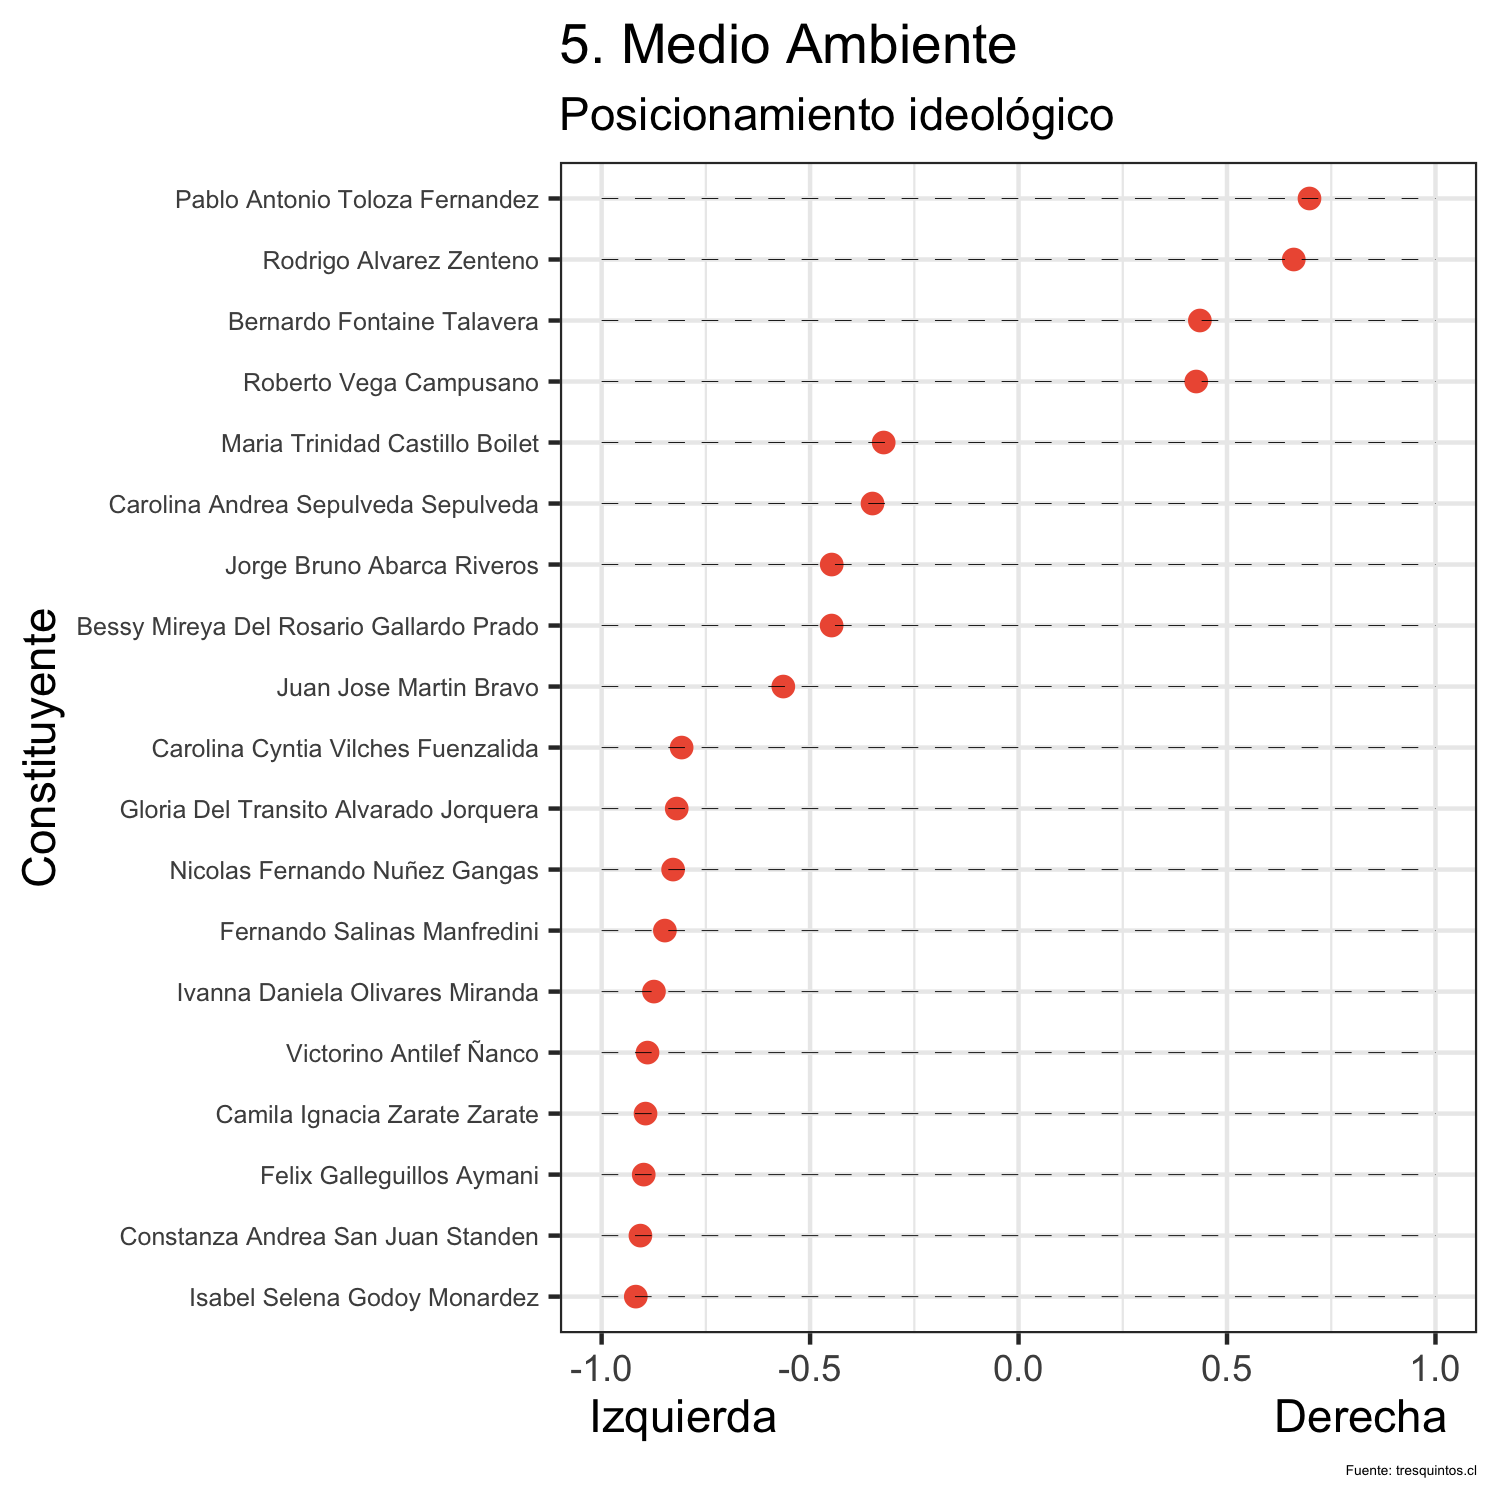 5. Medio Ambiente
Posicionamiento ideológico
Constituyente
Pablo Antonio Toloza Fernandez
Rodrigo Alvarez Zenteno
Bernardo Fontaine Talavera
Roberto Vega Campusano
Maria Trinidad Castillo Boilet
Carolina Andrea Sepulveda Sepulveda
Jorge Bruno Abarca Riveros
Bessy Mireya Del Rosario Gallardo Prado
Juan Jose Martin Bravo
Carolina Cyntia Vilches Fuenzalida
Gloria Del Transito Alvarado Jorquera
Nicolas Fernando Nuñez Gangas
Fernando Salinas Manfredini
Ivanna Daniela Olivares Miranda
Victorino Antilef Ñanco
Camila Ignacia Zarate Zarate
Felix Galleguillos Aymani
Constanza Andrea San Juan Standen
Isabel Selena Godoy Monardez
-1.0 -0.5 0.0 0.5 1.0
Izquierda Derecha
Fuente: tresquintos.cl